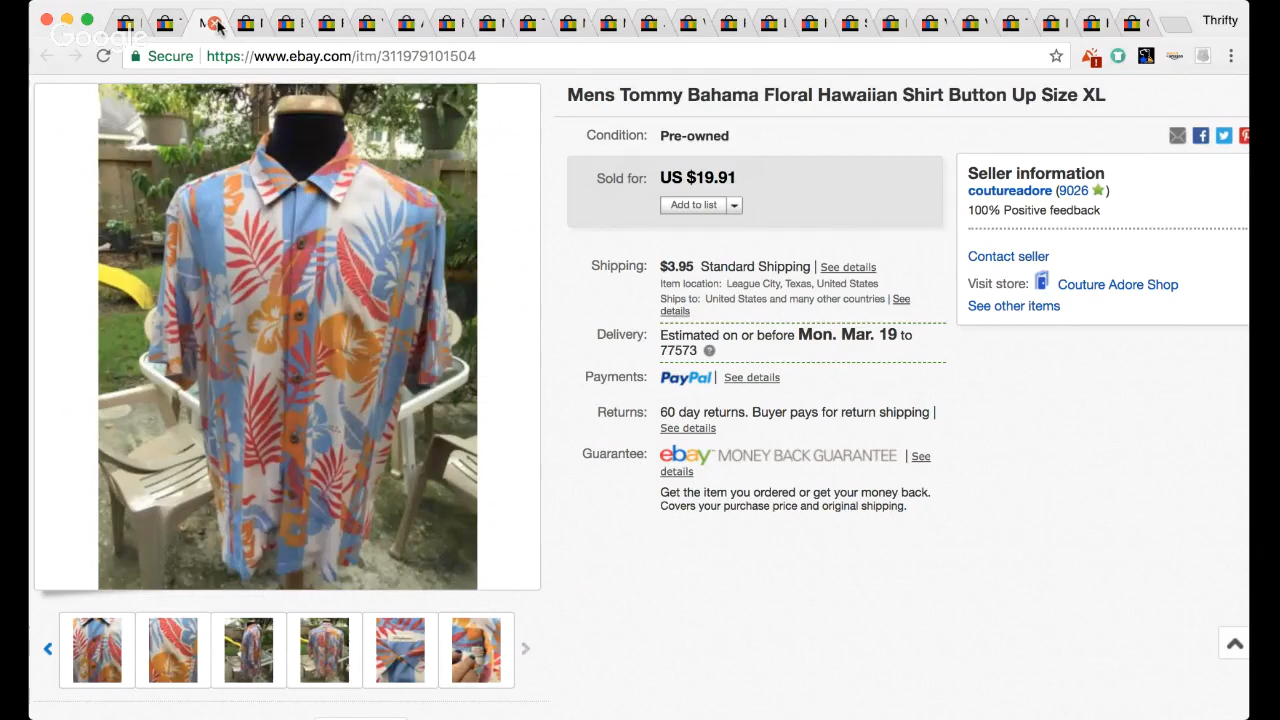 Thrifty
Google
Secure https://www.ebay.com/itm/311979101504
Mens Tommy Bahama Floral Hawaiian Shirt Button Up Size XL
Condition: Pre-owned
Sold for: US $19.91
Add to list
Shipping: $3.95 Standard Shipping | See details
Item location: League City, Texas, United States
Ships to: United States and many other countries | See
details
Delivery: Estimated on or before Mon. Mar. 19 to
77573
Payments: PayPal | See details
Returns: 60 day returns. Buyer pays for return shipping |
See details
Guarantee: ebay MONEY BACK GUARANTEE | See
details
Get the item you ordered or get your money back.
Covers your purchase price and original shipping.
Seller information
coutureadore (9026 )
100% Positive feedback
Contact seller
Visit store: Couture Adore Shop
See other items